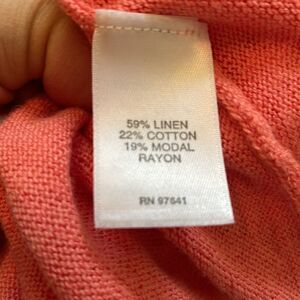 59% LINEN
22% COTTON
19% MODAL
RAYON
RN 97641